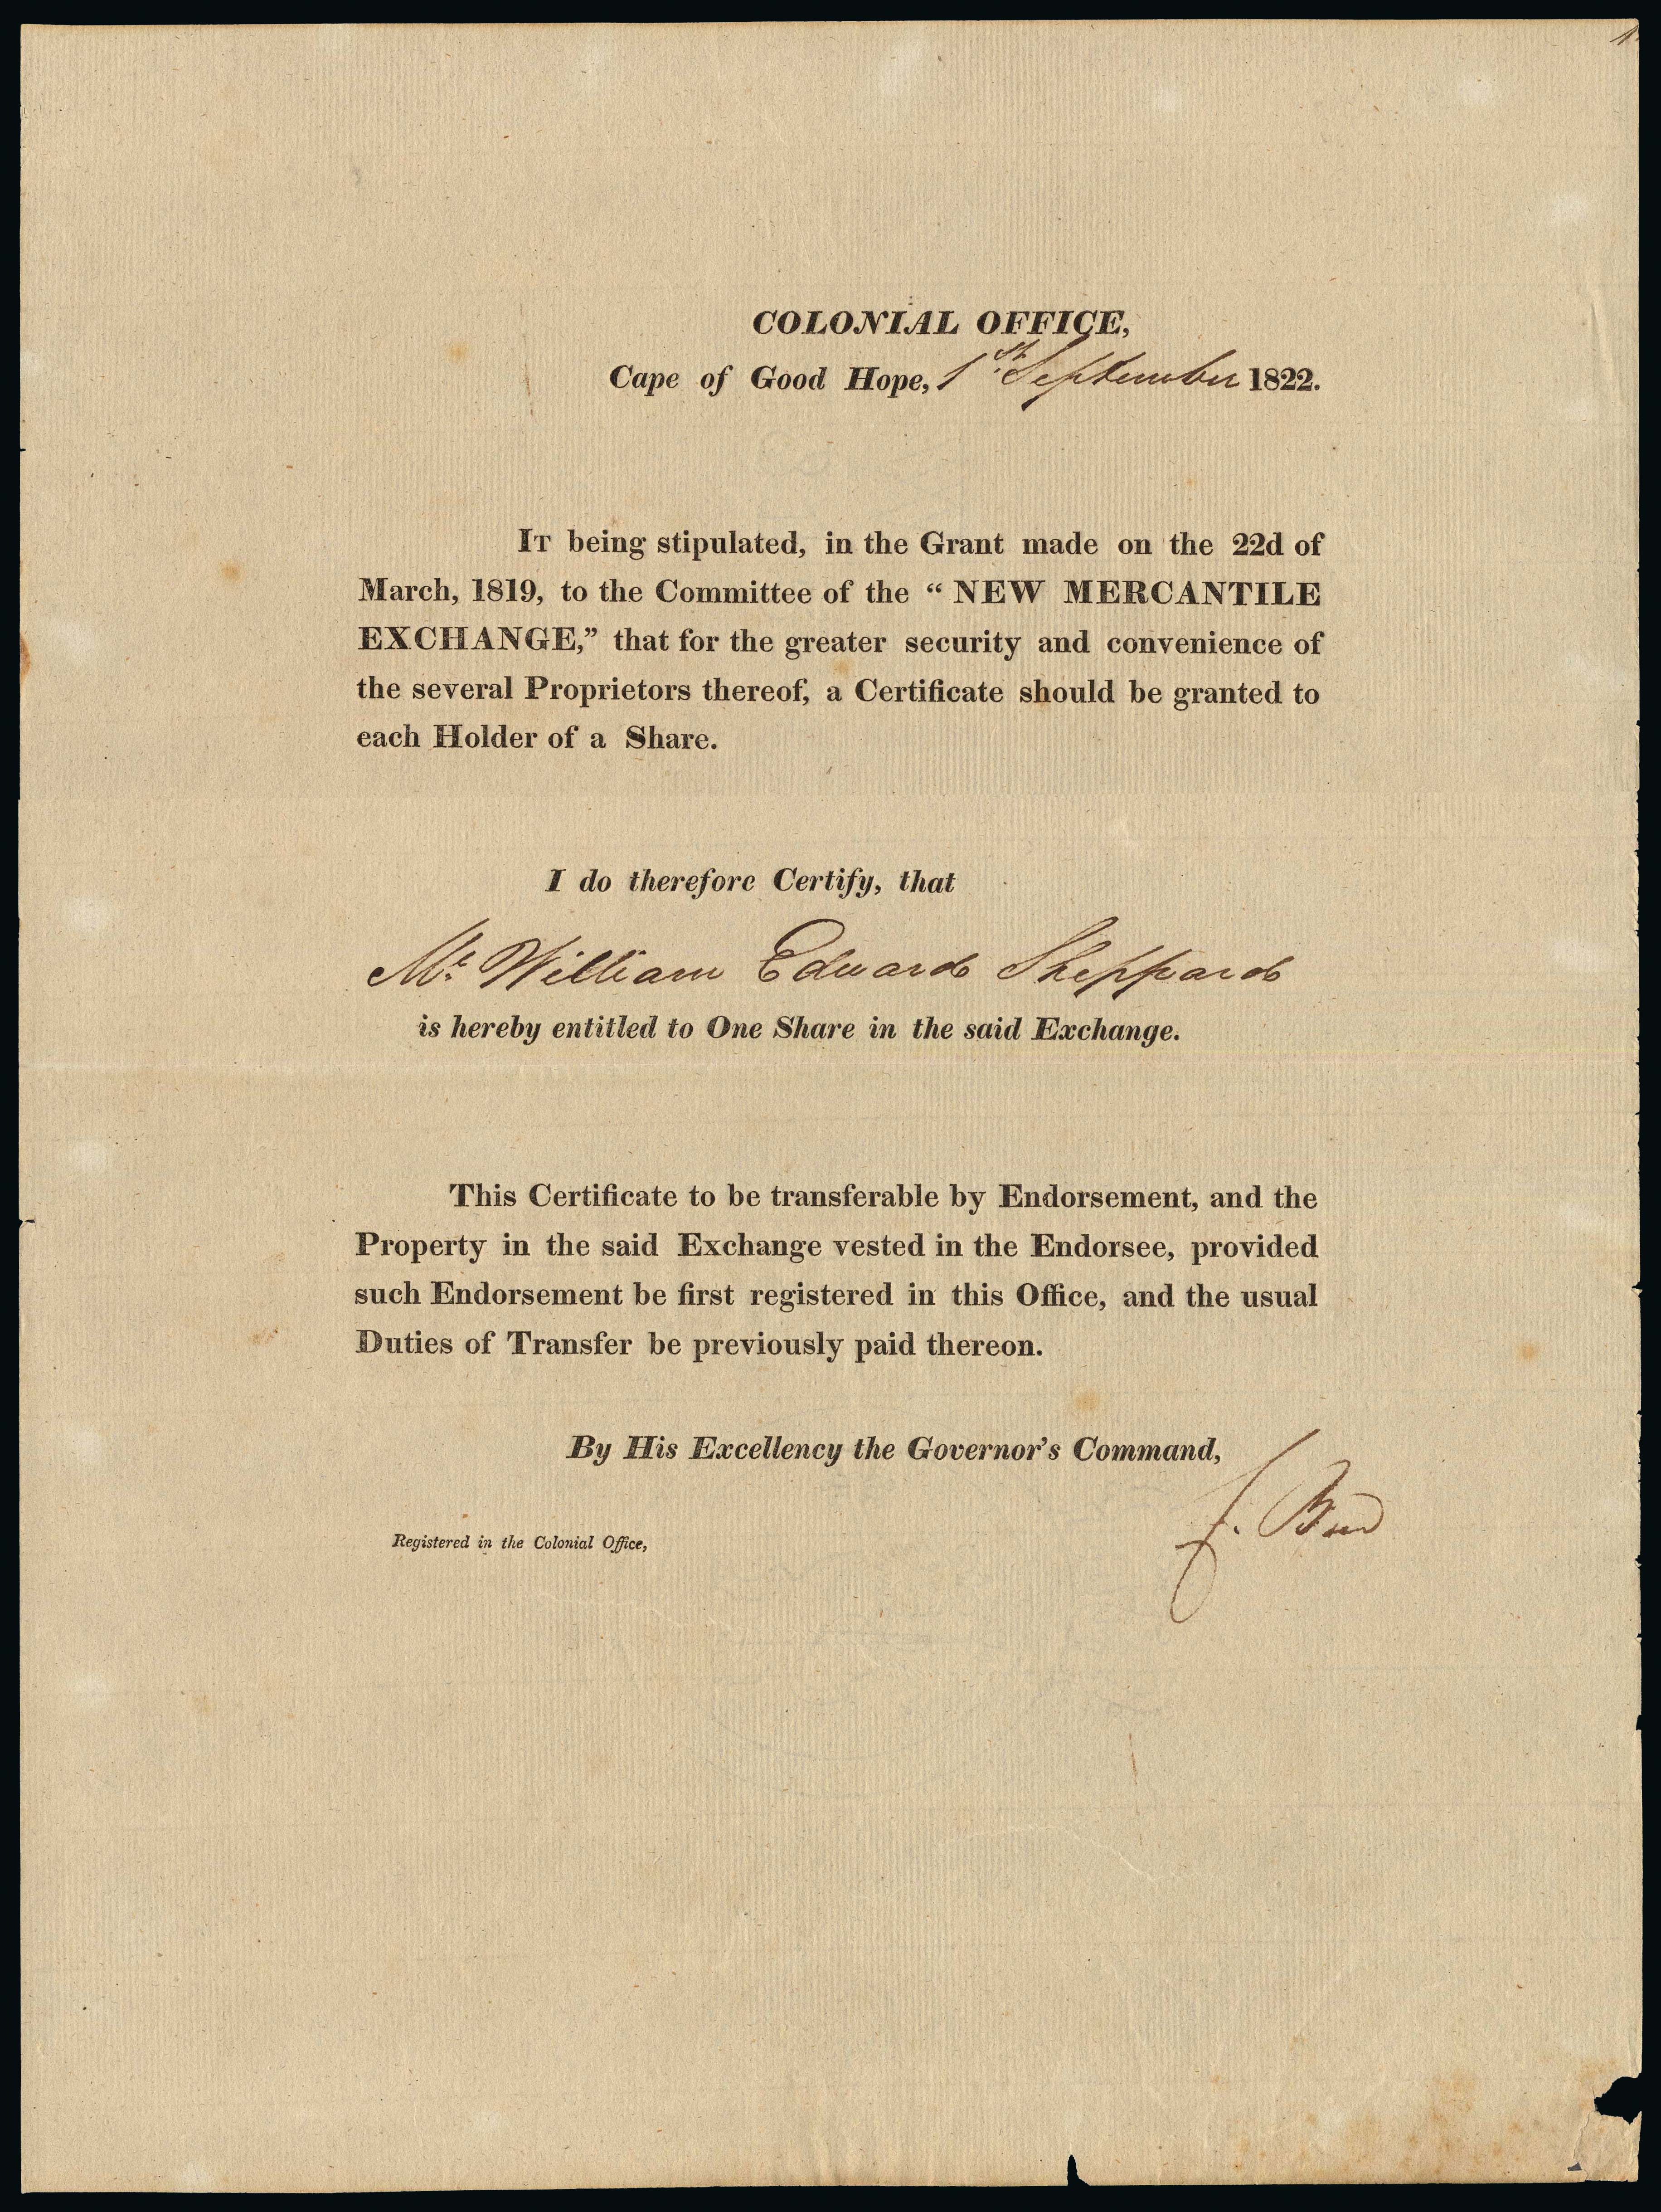 COLONIAL OFFICE,
Cape of Good Hope, 1st September 1822.
IT being stipulated, in the Grant made on the 22d of
March, 1819, to the Committee of the “ NEW MERCANTILE
EXCHANGE,” that for the greater security and convenience of
the several Proprietors thereof, a Certificate should be granted to
each Holder of a Share.
I do therefore Certify, that
Mr. William Edward Sheppard
is hereby entitled to One Share in the said Exchange.
This Certificate to be transferable by Endorsement, and the
Property in the said Exchange vested in the Endorsee, provided
such Endorsement be first registered in this Office, and the usual
Duties of Transfer be previously paid thereon.
By His Excellency the Governor’s Command,
Registered in the Colonial Office,